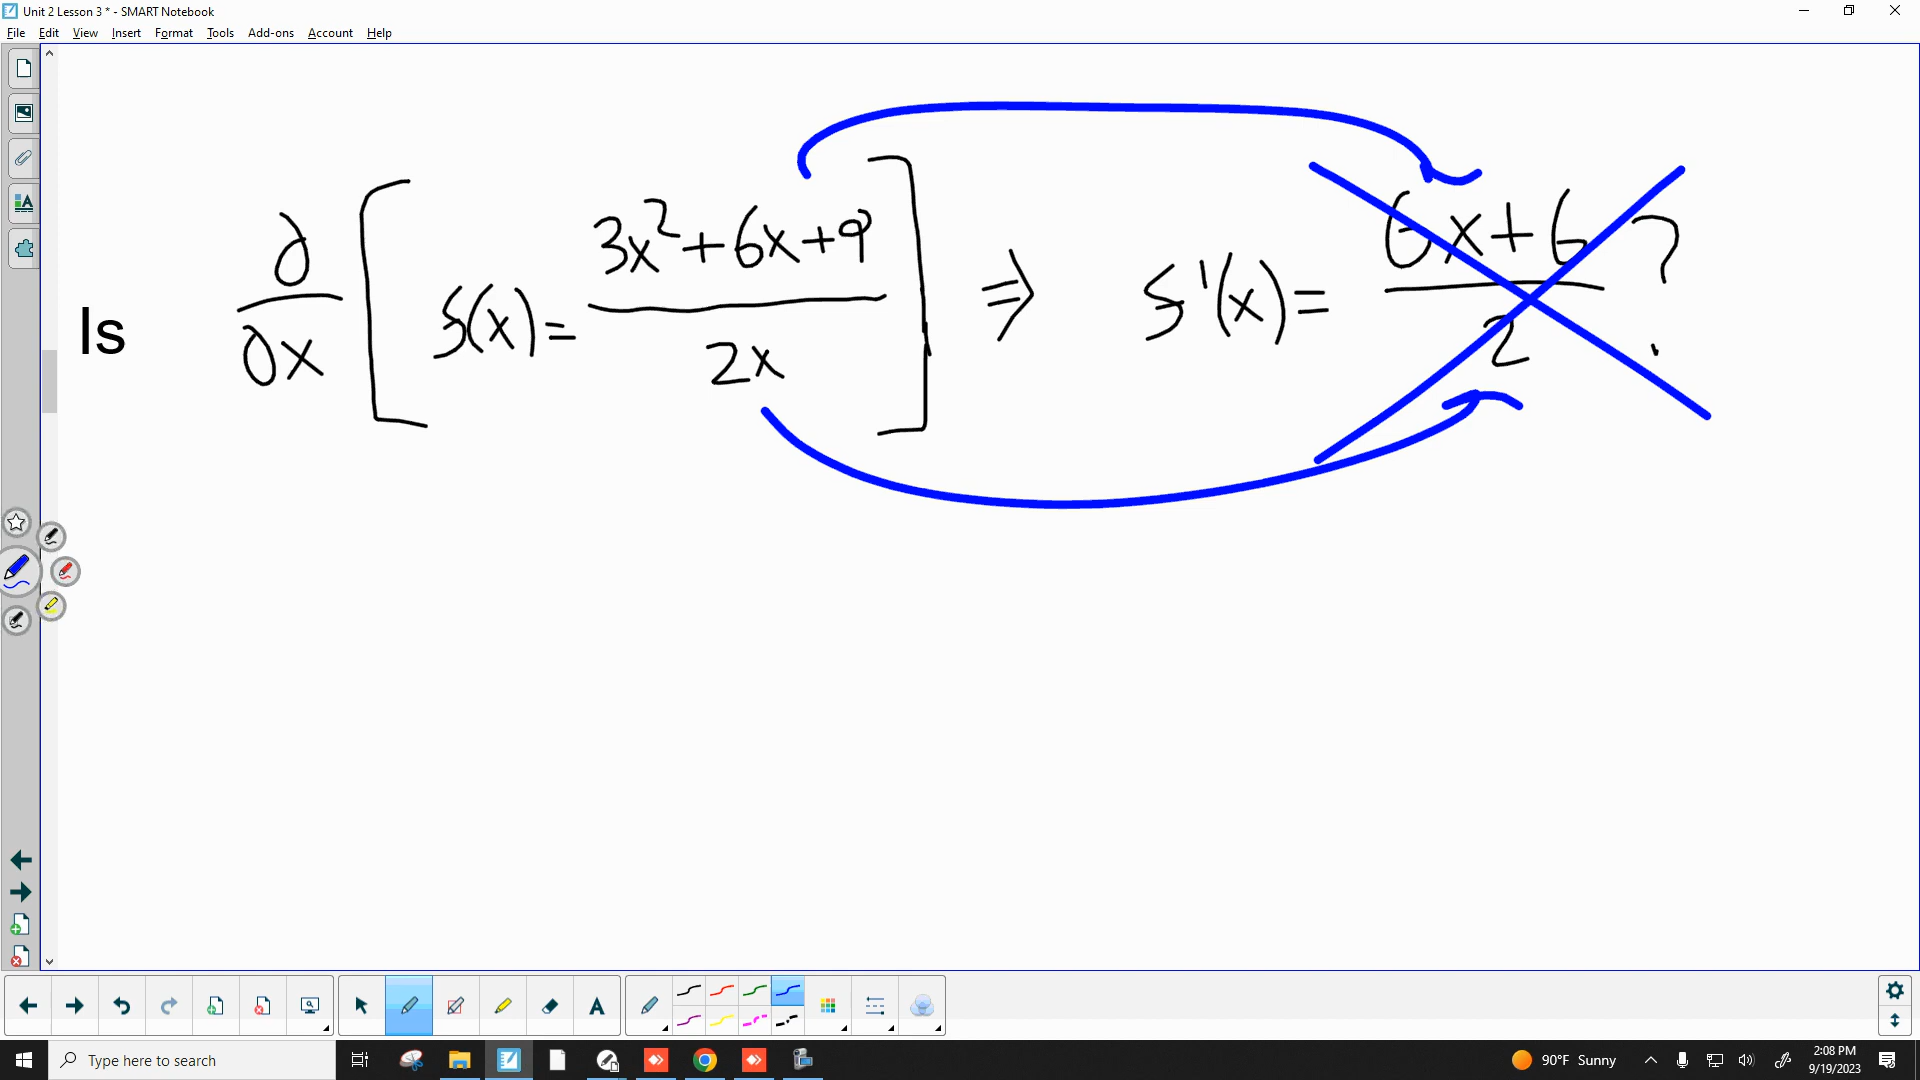 Unit 2 Lesson 3 * - SMART Notebook
File Edit View Insert Format Tools Add-ons Account Help
Is ∂/∂x [ f(x) = (3x² + 6x + 9)/(2x) ] ⇒ f'(x) = (6x + 6)/2 ?
A
Type here to search
90°F Sunny
2:08 PM
9/19/2023